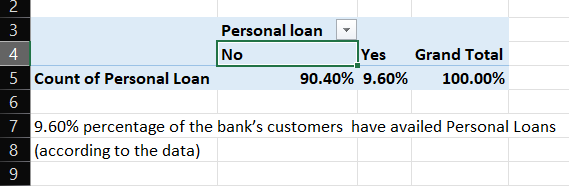 2
3 Personal loan
4 No Yes Grand Total
5 Count of Personal Loan 90.40% 9.60% 100.00%
6
7 9.60% percentage of the bank's customers  have availed Personal Loans
8 (according to the data)
9